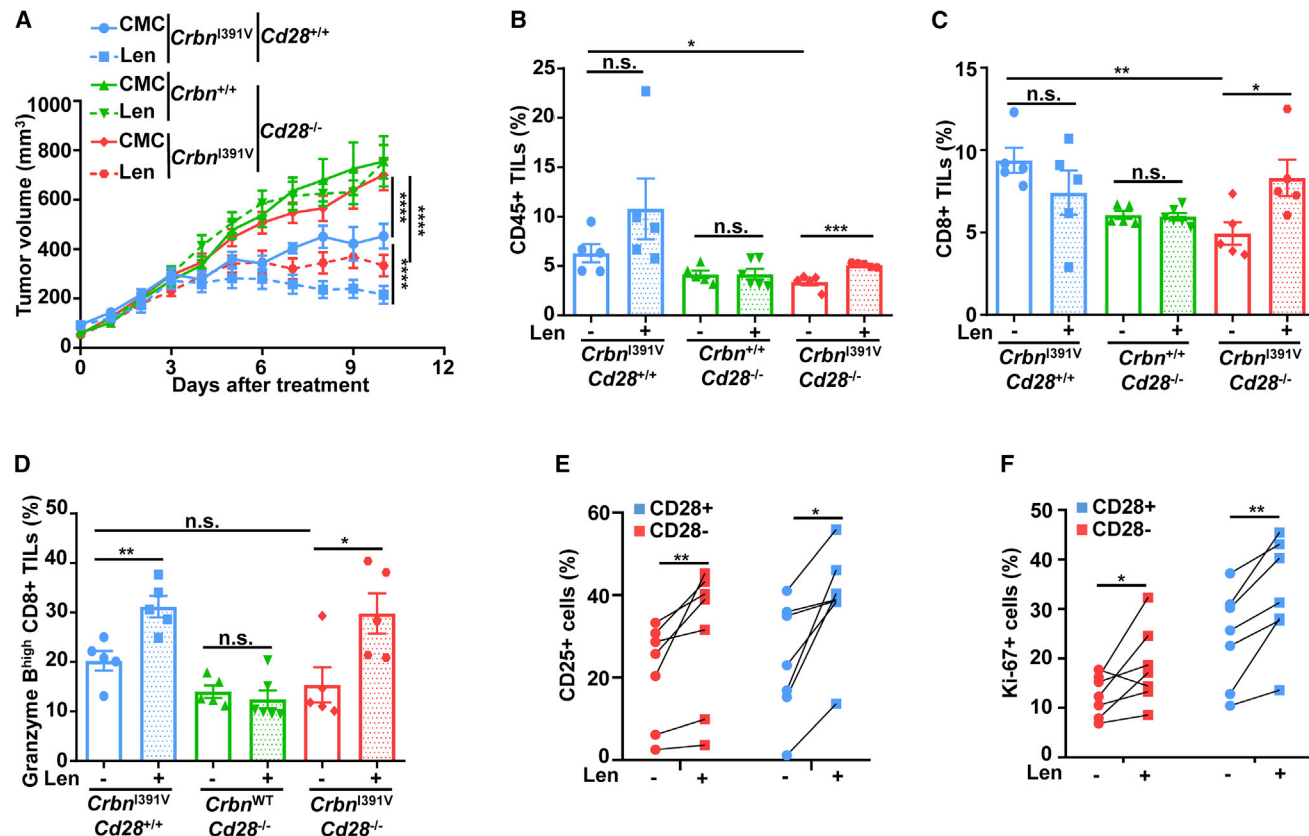 A
CMC
Len
Crbn^I391V
Cd28^+/+
CMC
Len
Crbn^+/+
CMC
Len
Crbn^I391V
Cd28^-/-
Tumor volume (mm³)
1000
800
600
400
200
0
0 3 6 9 12
Days after treatment
****
****
****
B
CD45+ TILs (%)
25
20
15
10
5
0
*
n.s.
n.s.
***
Len - + - + - +
Crbn^I391V Crbn^+/+ Crbn^I391V
Cd28^+/+ Cd28^-/- Cd28^-/-
C
CD8+ TILs (%)
15
10
5
0
**
n.s.
n.s.
*
Len - + - + - +
Crbn^I391V Crbn^+/+ Crbn^I391V
Cd28^+/+ Cd28^-/- Cd28^-/-
D
Granzyme B^high CD8+ TILs (%)
50
40
30
20
10
0
n.s.
**
n.s.
*
Len - + - + - +
Crbn^I391V Crbn^WT Crbn^I391V
Cd28^+/+ Cd28^-/- Cd28^-/-
E
CD28+
CD28-
CD25+ cells (%)
60
40
20
0
**
*
Len - + - +
F
CD28+
CD28-
Ki-67+ cells (%)
50
40
30
20
10
0
*
**
Len - + - +